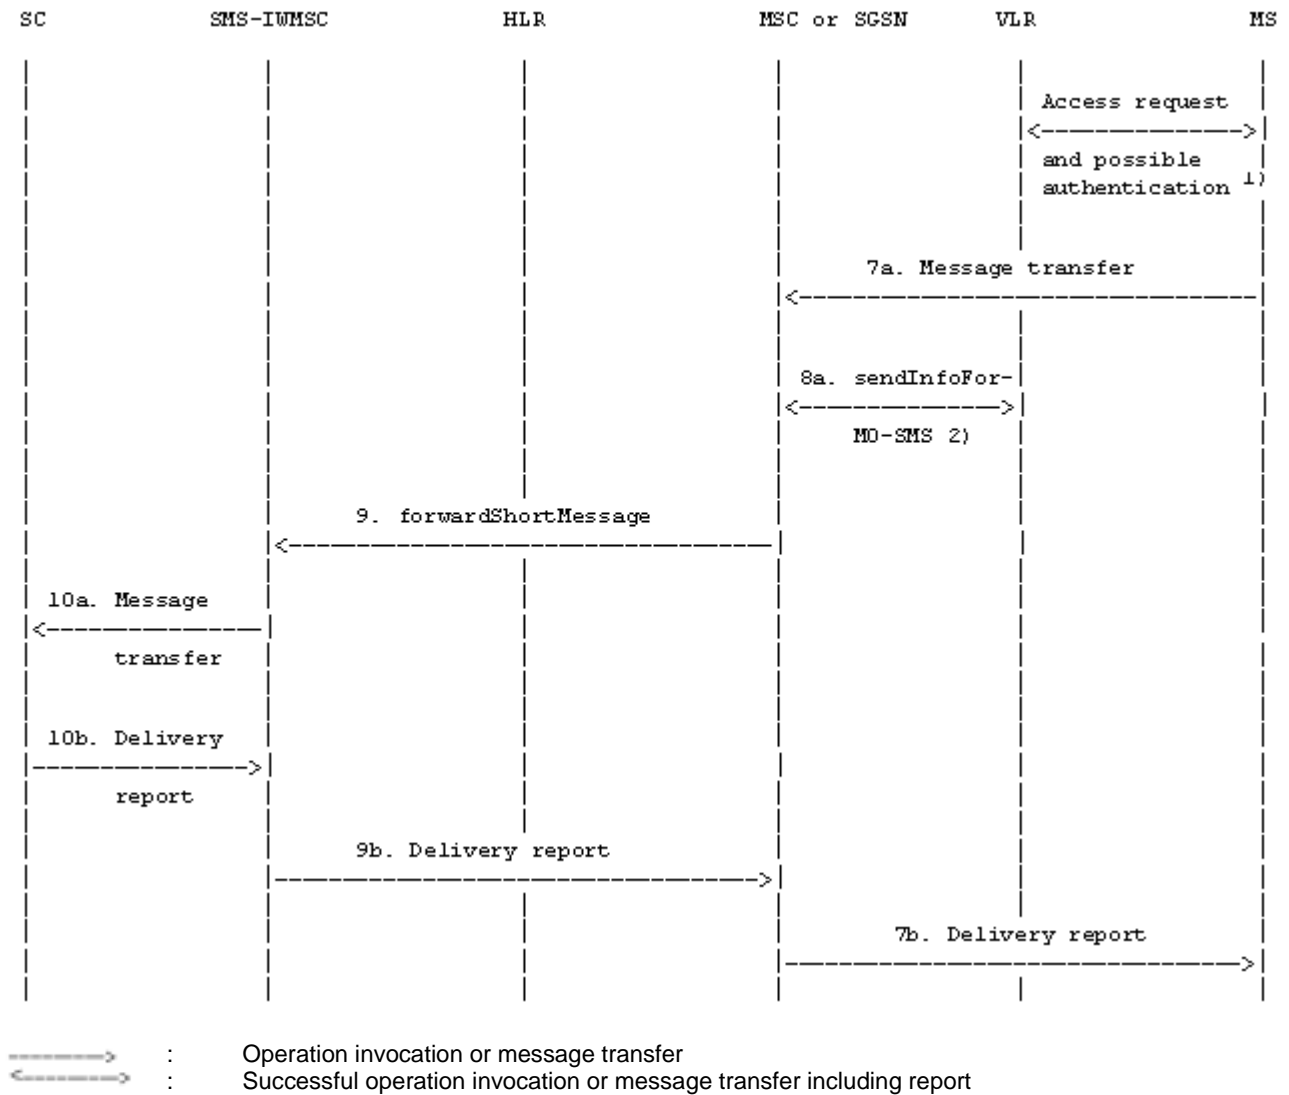 SC SMS-IWMSC HLR MSC or SGSN VLR MS
Access request
and possible
authentication 1)
7a. Message transfer
8a. sendInfoFor-
MO-SMS 2)
9. forwardShortMessage
10a. Message
transfer
10b. Delivery
report
9b. Delivery report
7b. Delivery report
: Operation invocation or message transfer
: Successful operation invocation or message transfer including report